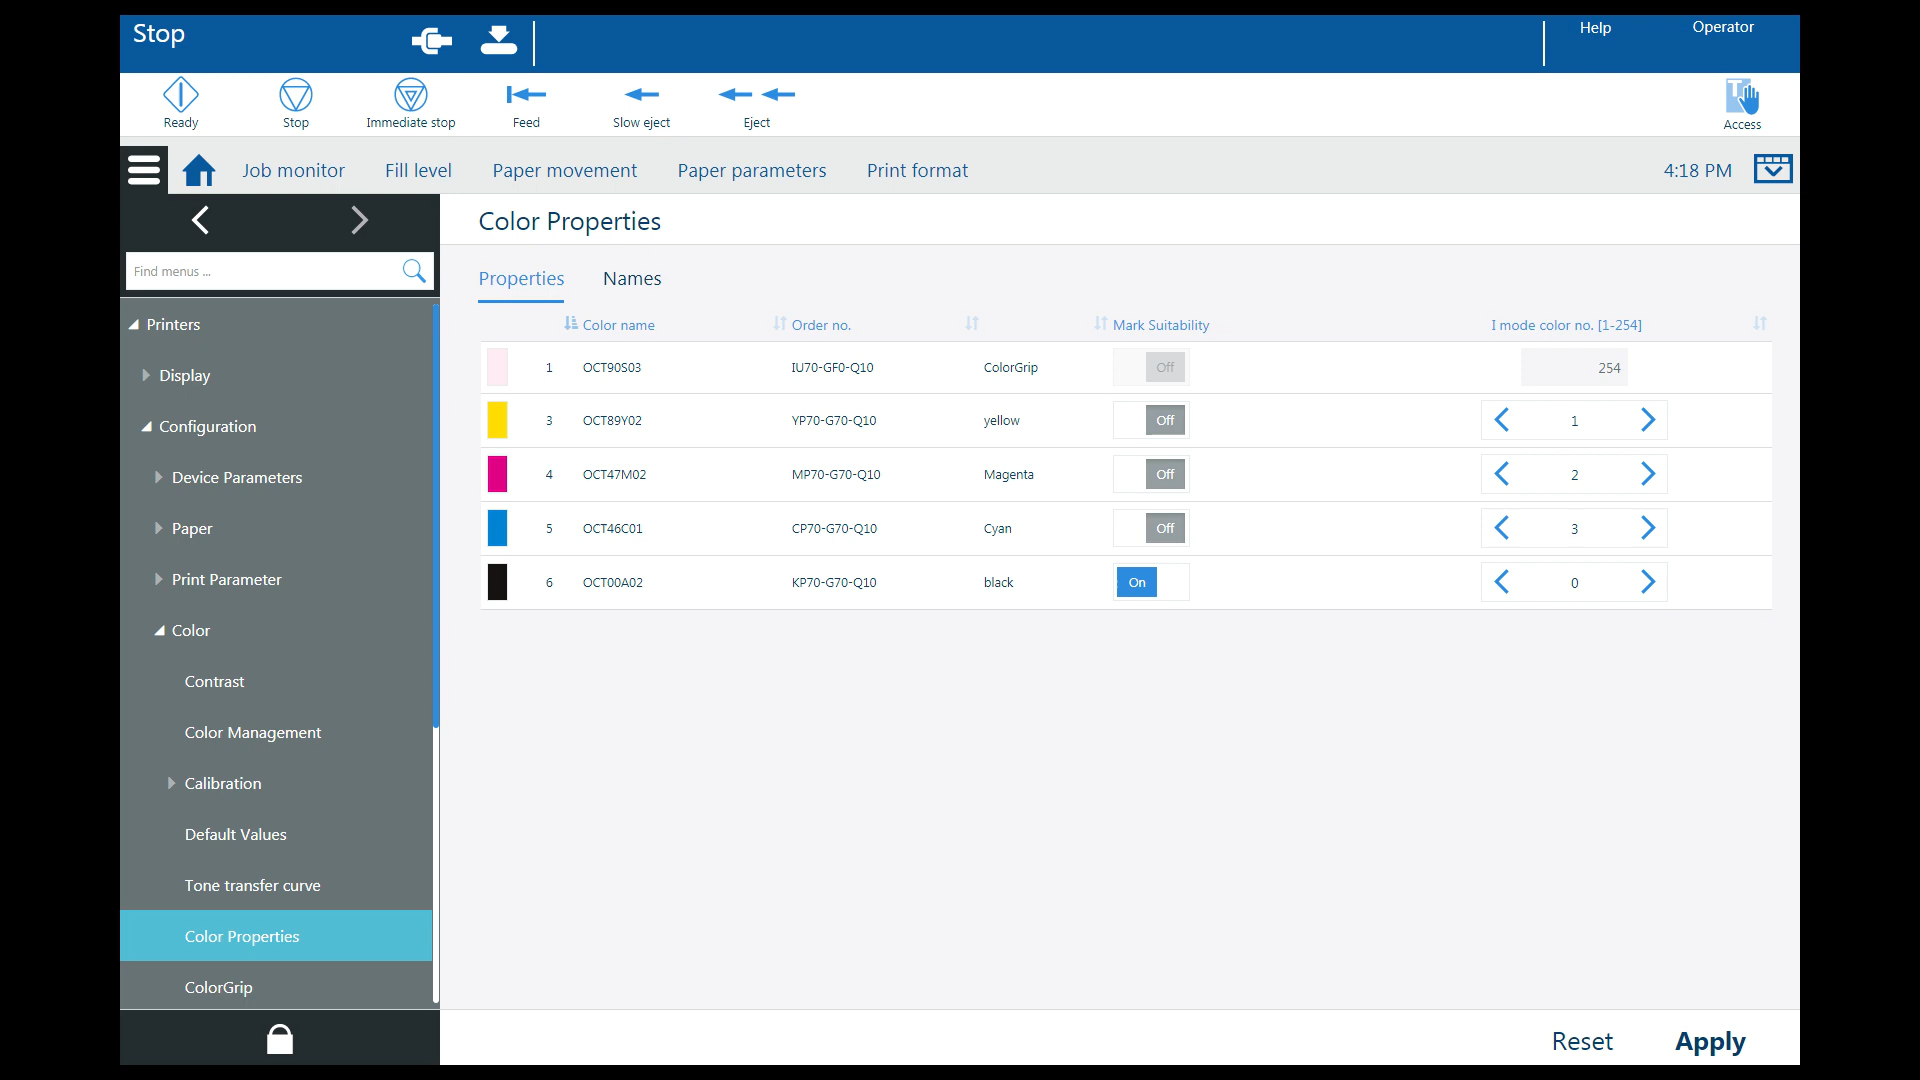 Stop
Help
Operator
Ready
Stop
Immediate stop
Feed
Slow eject
Eject
Access
Job monitor
Fill level
Paper movement
Paper parameters
Print format
4:18 PM
Find menus ...
Printers
Display
Configuration
Device Parameters
Paper
Print Parameter
Color
Contrast
Color Management
Calibration
Default Values
Tone transfer curve
Color Properties
ColorGrip
Color Properties
Properties Names
Color name Order no. Mark Suitability I mode color no. [1-254]
1 OCT90S03 IU70-GF0-Q10 ColorGrip Off 254
3 OCT89Y02 YP70-G70-Q10 yellow Off 1
4 OCT47M02 MP70-G70-Q10 Magenta Off 2
5 OCT46C01 CP70-G70-Q10 Cyan Off 3
6 OCT00A02 KP70-G70-Q10 black On 0
Reset
Apply